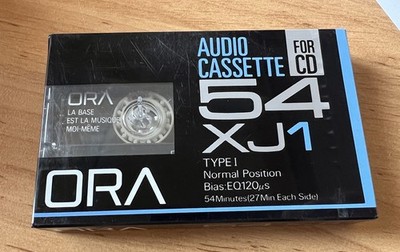 AUDIO
CASSETTE
FOR
CD
54
XJ1
TYPE I
Normal Position
Bias:EQ120µs
54Minutes(27Min Each Side)
ORA
LA BASE
EST LA MUSIQUE
MOI-MÊME
ORA